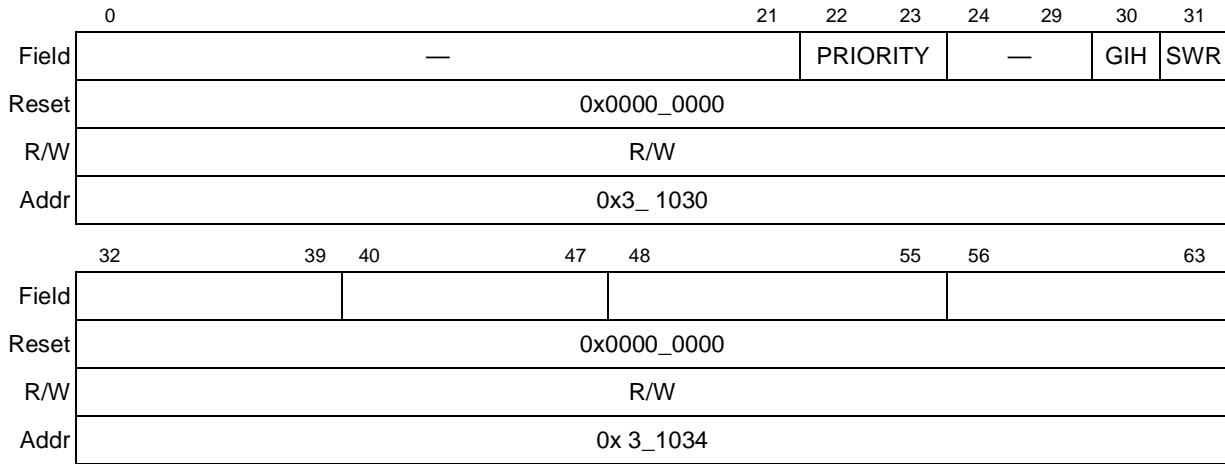 0 21 22 23 24 29 30 31
Field — PRIORITY — GIH SWR
Reset 0x0000_0000
R/W R/W
Addr 0x3_ 1030
32 39 40 47 48 55 56 63
Field
Reset 0x0000_0000
R/W R/W
Addr 0x 3_1034